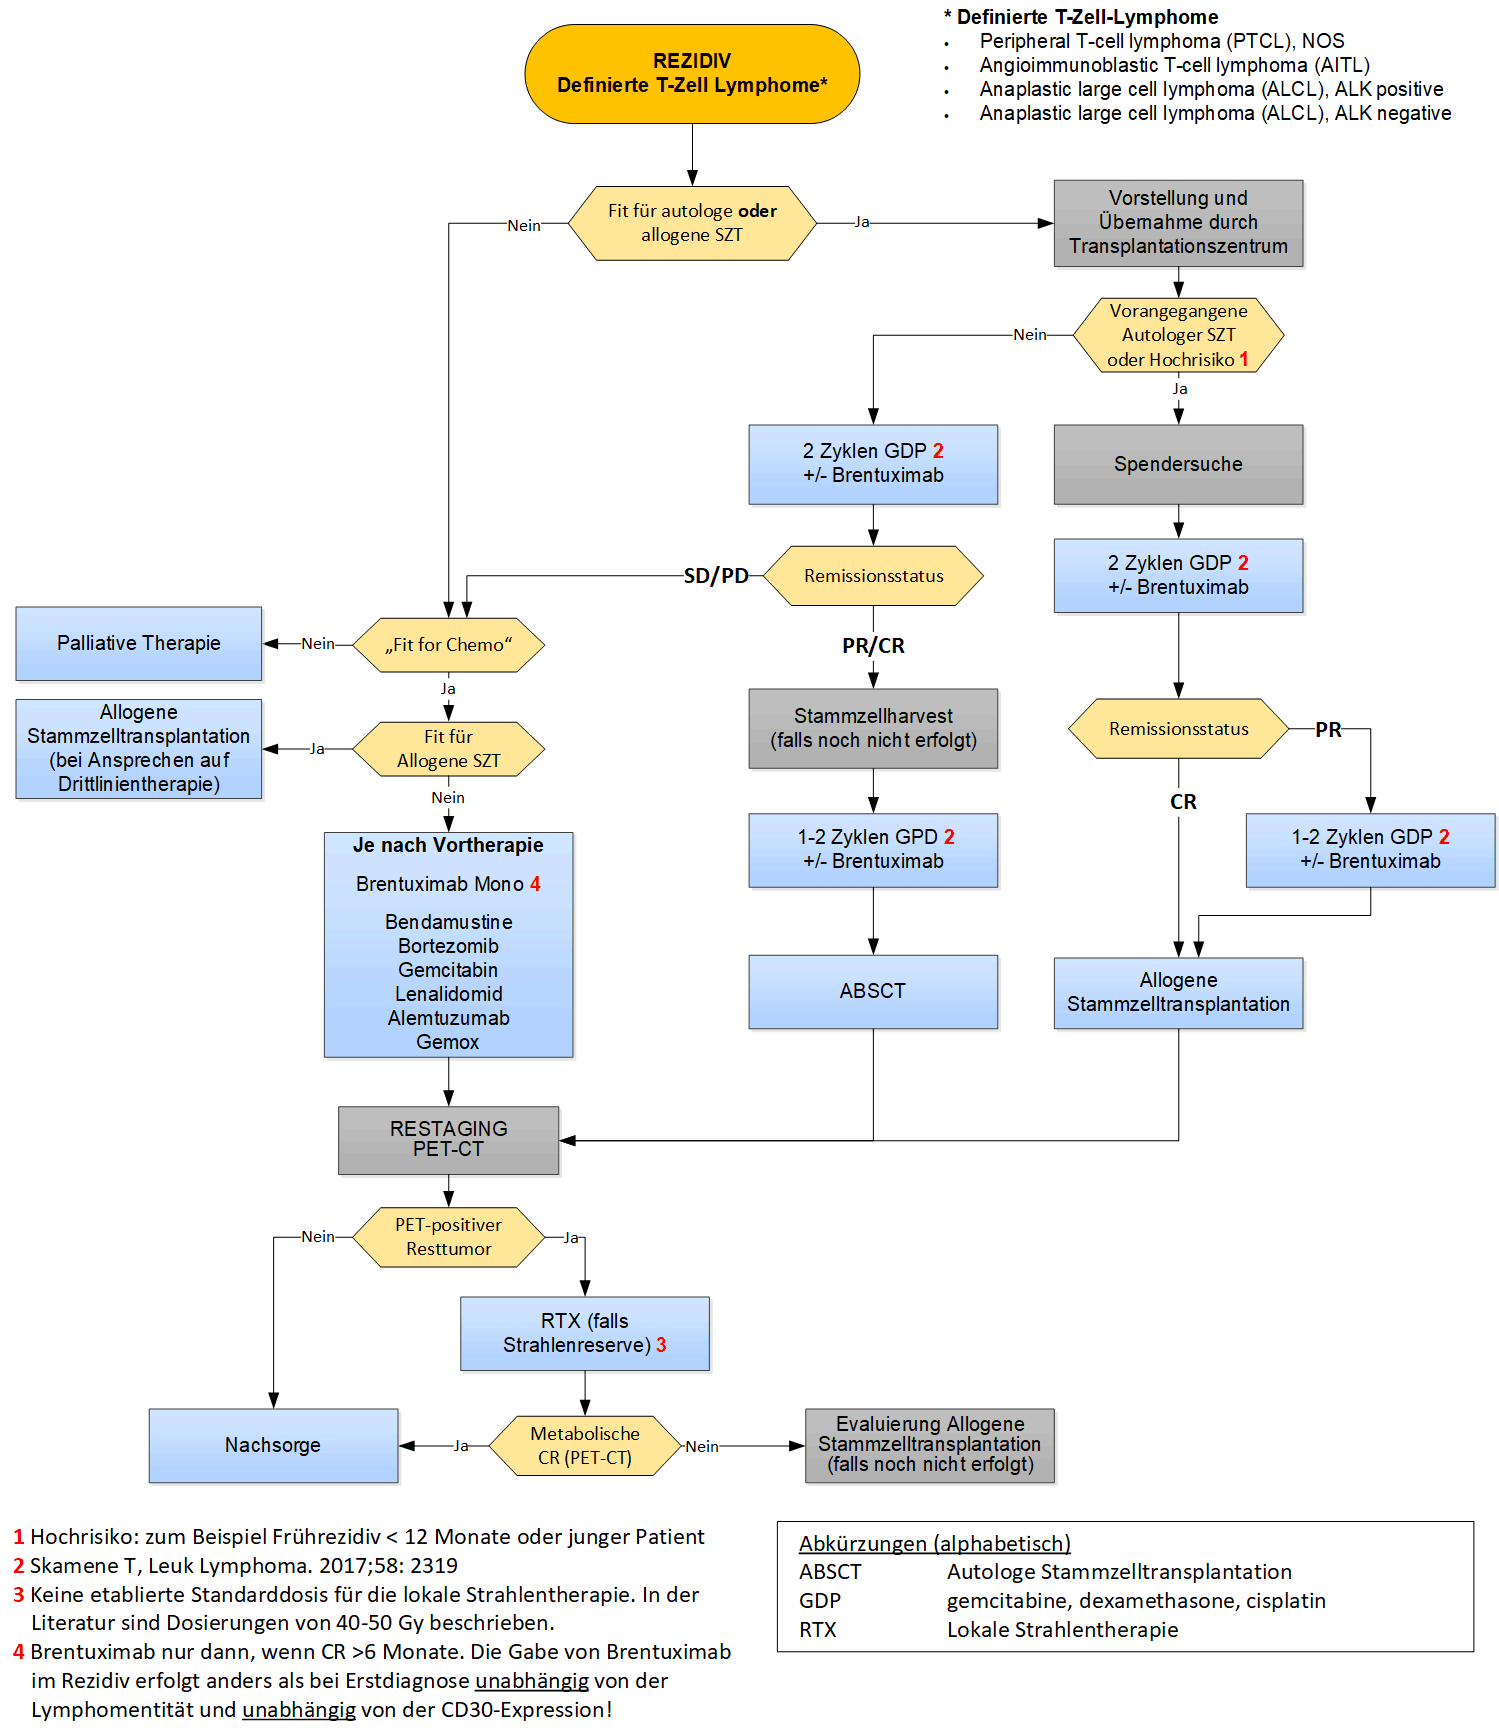 * Definierte T-Zell-Lymphome
• Peripheral T-cell lymphoma (PTCL), NOS
• Angioimmunoblastic T-cell lymphoma (AITL)
• Anaplastic large cell lymphoma (ALCL), ALK positive
• Anaplastic large cell lymphoma (ALCL), ALK negative
REZIDIV
Definierte T-Zell Lymphome*
Fit für autologe oder
allogene SZT
Nein
Ja
Vorstellung und
Übernahme durch
Transplantationszentrum
Vorangegangene
Autologer SZT
oder Hochrisiko 1
Nein
Ja
2 Zyklen GDP 2
+/- Brentuximab
Spendersuche
2 Zyklen GDP 2
+/- Brentuximab
Remissionsstatus
SD/PD
PR/CR
Palliative Therapie
Nein
„Fit for Chemo“
Ja
Allogene
Stammzelltransplantation
(bei Ansprechen auf
Drittlinientherapie)
Ja
Fit für
Allogene SZT
Nein
Stammzellharvest
(falls noch nicht erfolgt)
Remissionsstatus
PR
CR
1-2 Zyklen GPD 2
+/- Brentuximab
1-2 Zyklen GDP 2
+/- Brentuximab
Je nach Vortherapie
Brentuximab Mono 4
Bendamustine
Bortezomib
Gemcitabin
Lenalidomid
Alemtuzumab
Gemox
ABSCT
Allogene
Stammzelltransplantation
RESTAGING
PET-CT
PET-positiver
Resttumor
Nein
Ja
RTX (falls
Strahlenreserve) 3
Nachsorge
Ja
Metabolische
CR (PET-CT)
Nein
Evaluierung Allogene
Stammzelltransplantation
(falls noch nicht erfolgt)
1 Hochrisiko: zum Beispiel Frührezidiv < 12 Monate oder junger Patient
2 Skamene T, Leuk Lymphoma. 2017;58: 2319
3 Keine etablierte Standarddosis für die lokale Strahlentherapie. In der
Literatur sind Dosierungen von 40-50 Gy beschrieben.
4 Brentuximab nur dann, wenn CR >6 Monate. Die Gabe von Brentuximab
im Rezidiv erfolgt anders als bei Erstdiagnose unabhängig von der
Lymphomentität und unabhängig von der CD30-Expression!
Abkürzungen (alphabetisch)
ABSCT Autologe Stammzelltransplantation
GDP gemcitabine, dexamethasone, cisplatin
RTX Lokale Strahlentherapie